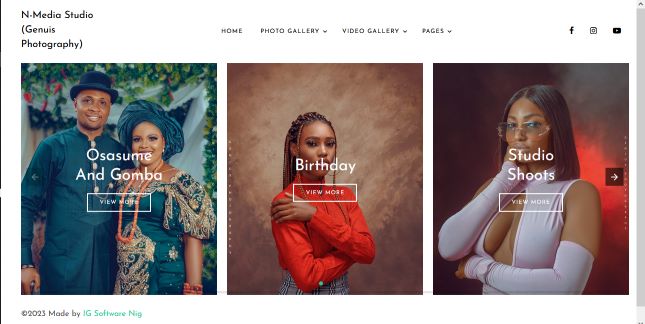 N-Media Studio
(Genuis
Photography)
HOME PHOTO GALLERY VIDEO GALLERY PAGES
Osasume
And Gomba
VIEW MORE
Birthday
VIEW MORE
Studio
Shoots
VIEW MORE
©2023 Made by IG Software Nig